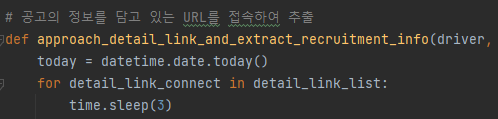 # 공고의 정보를 담고 있는 URL를 접속하여 추출
def approach_detail_link_and_extract_recruitment_info(driver,
today = datetime.date.today()
for detail_link_connect in detail_link_list:
time.sleep(3)